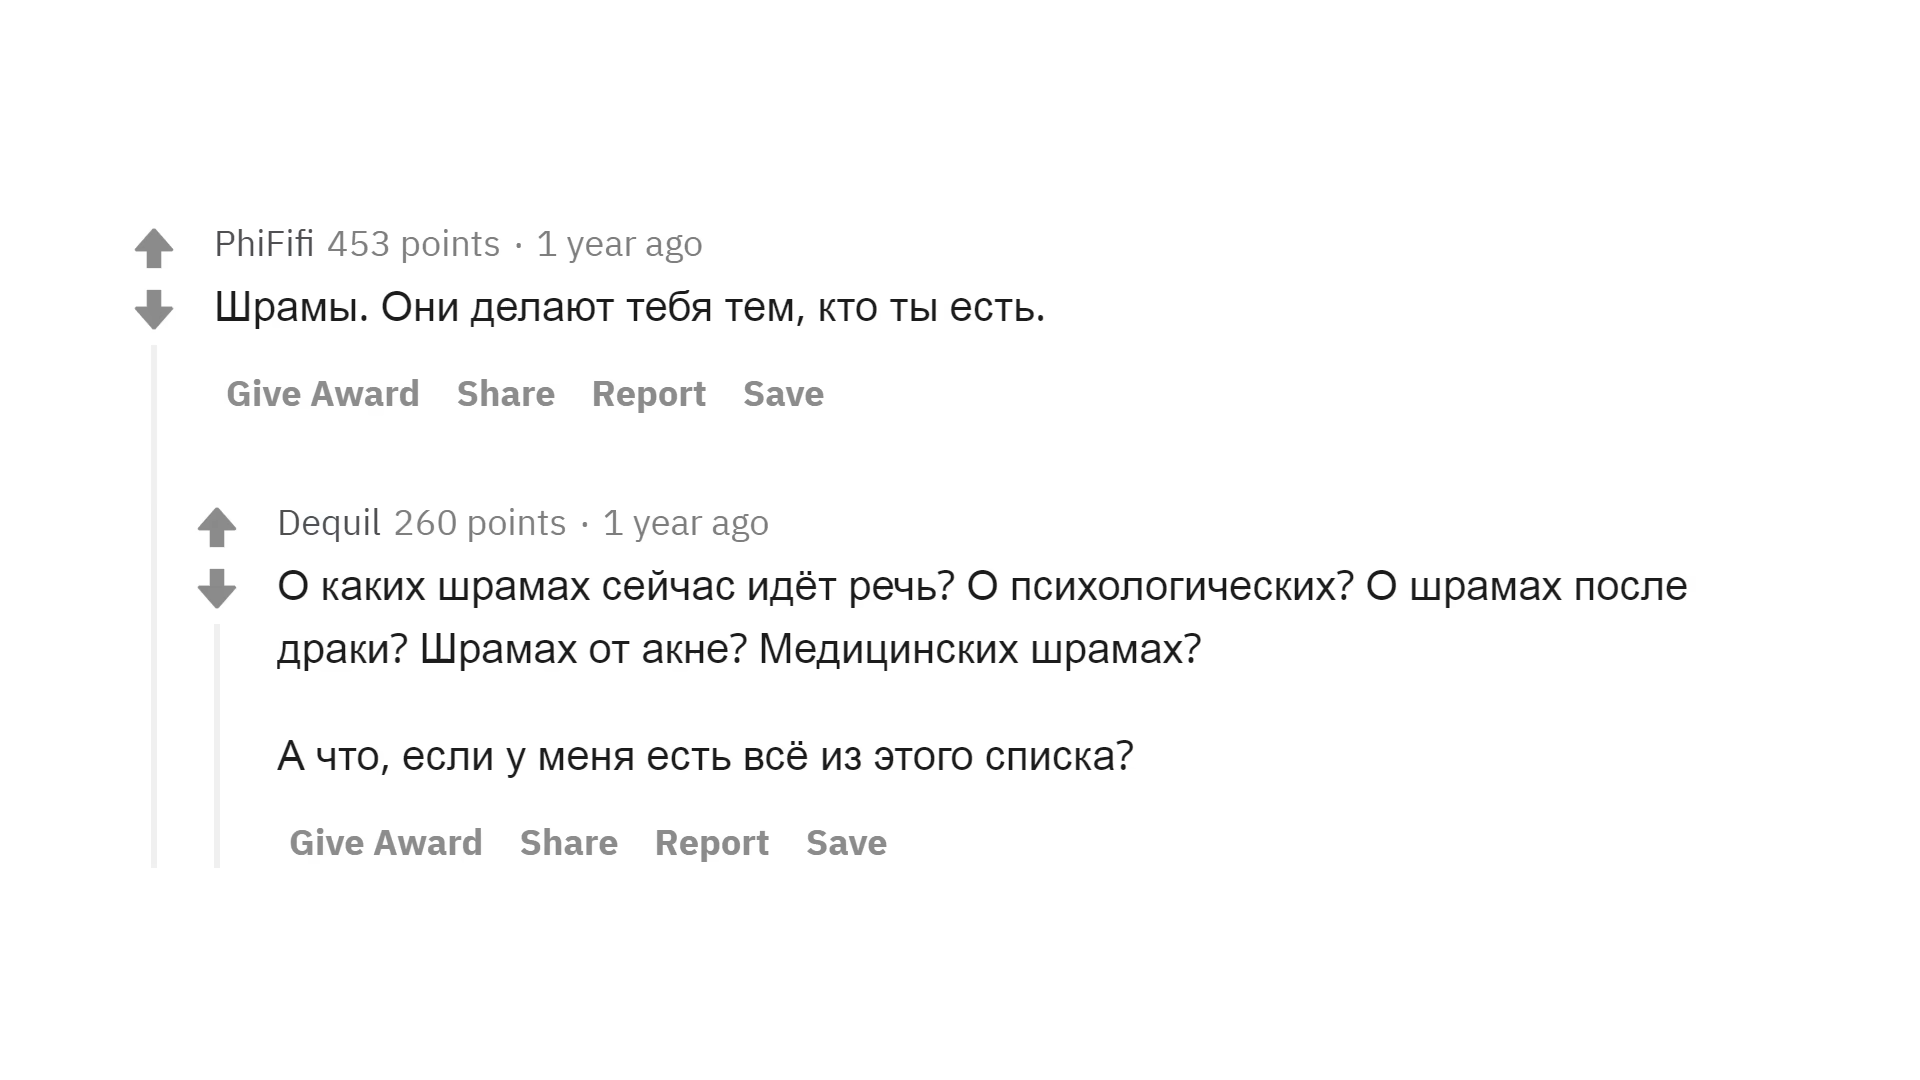 PhiFifi 453 points · 1 year ago
Шрамы. Они делают тебя тем, кто ты есть.
Give Award Share Report Save
Dequil 260 points · 1 year ago
О каких шрамах сейчас идёт речь? О психологических? О шрамах после
драки? Шрамах от акне? Медицинских шрамах?
А что, если у меня есть всё из этого списка?
Give Award Share Report Save